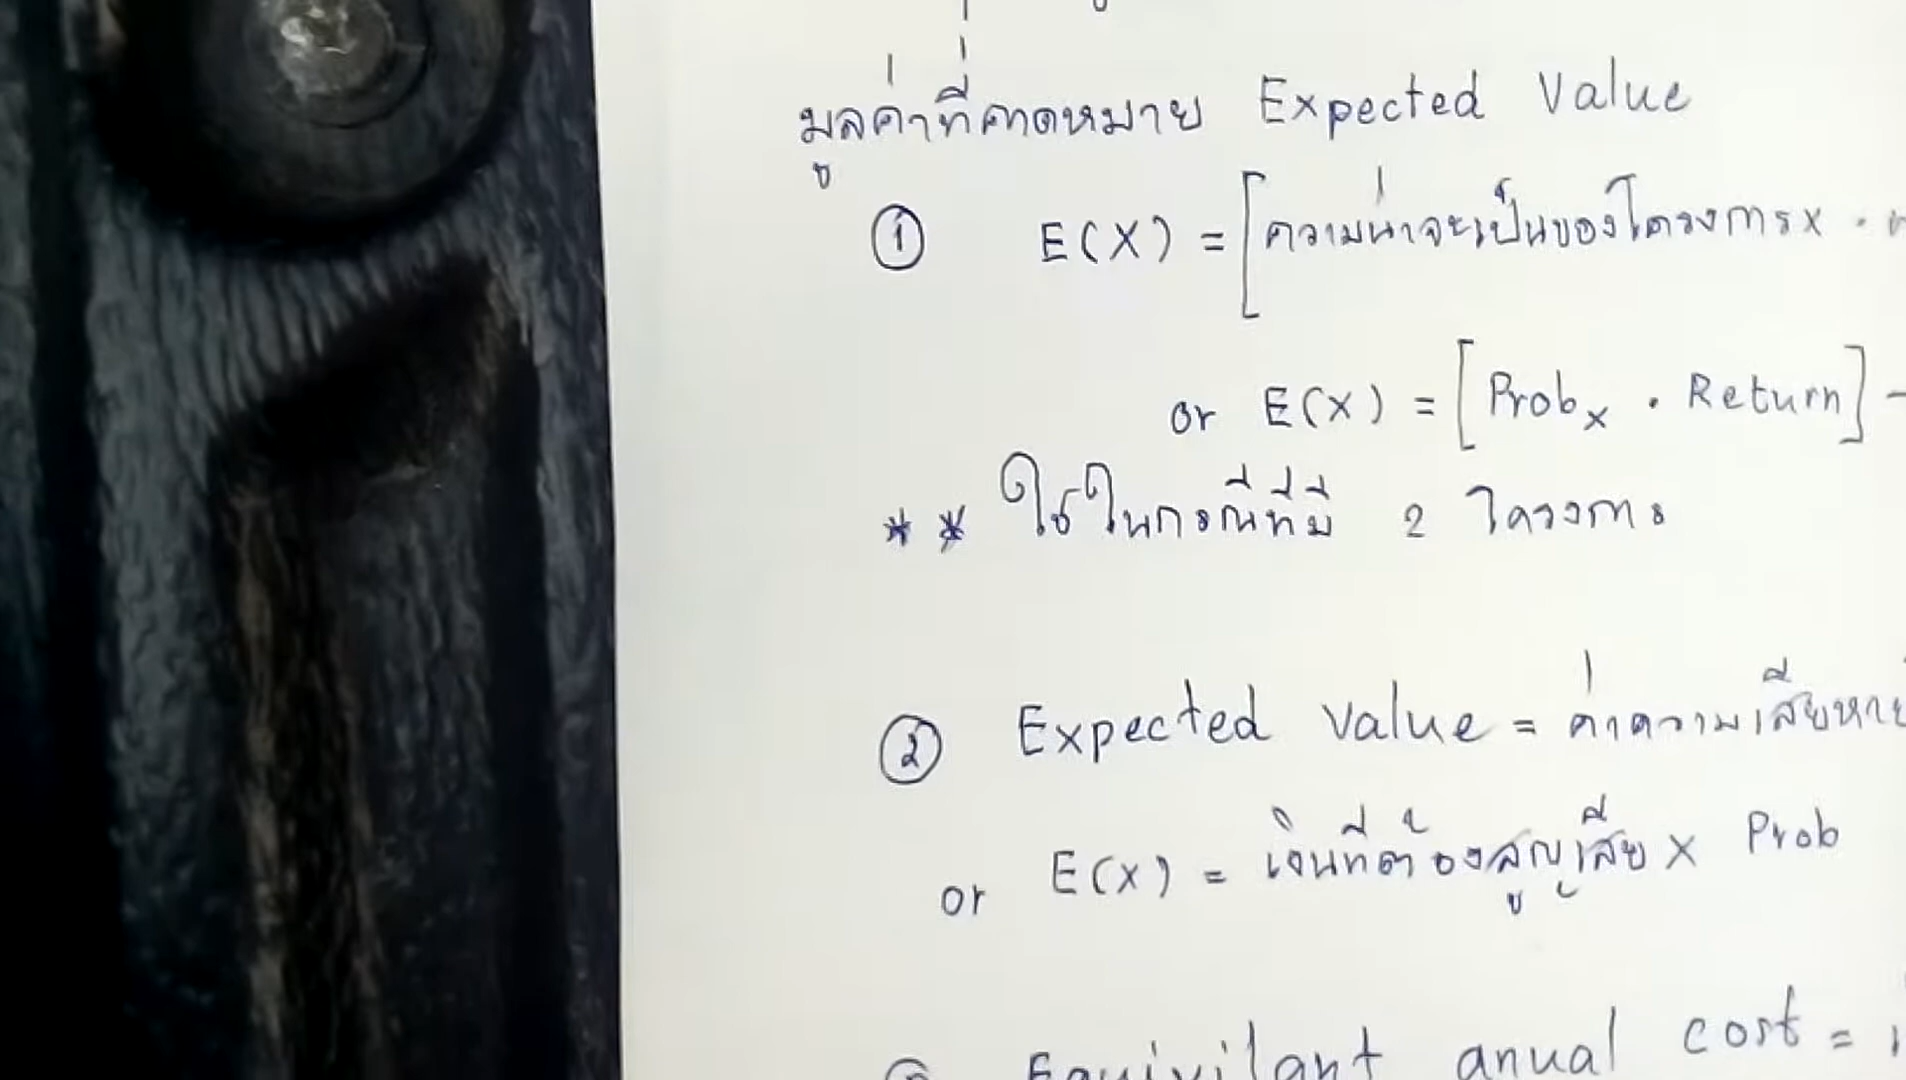 มูลค่าที่คาดหมาย Expected Value
① E(X) = [ความน่าจะเป็นของโครงการx ·
or E(X) = [Prob x · Return] -
** ใช้ในกรณีที่มี 2 โครงการ
② Expected Value = ค่าความเสียหาย
or E(X) = เงินที่ต้องสูญเสีย x Prob
Equivilant anual cost =